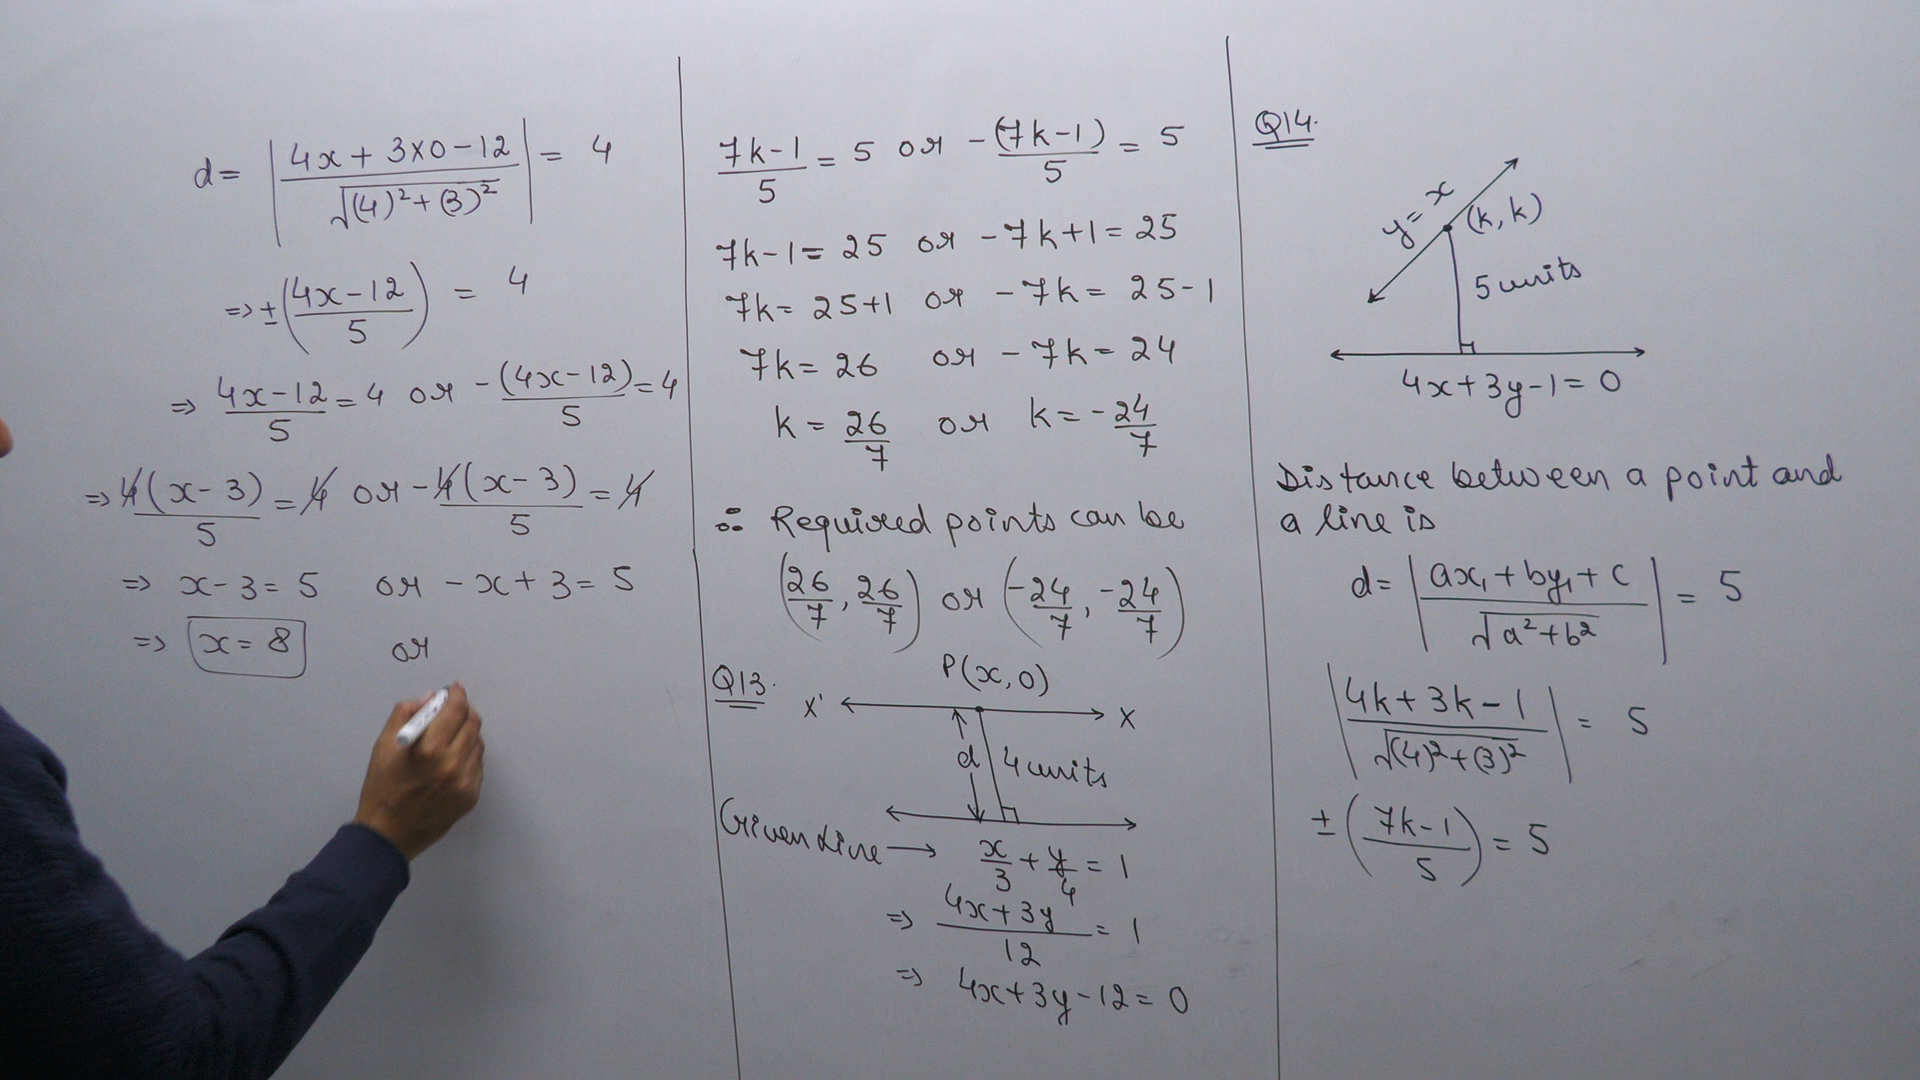 d = |4x + 3×0 - 12 / √(4)²+(3)²| = 4
=> ±(4x-12 / 5) = 4
=> 4x-12 / 5 = 4 or -(4x-12) / 5 = 4
=> 4(x-3) / 5 = 4 or -4(x-3) / 5 = 4
=> x-3 = 5 or -x+3 = 5
=> x = 8 or
7k-1 / 5 = 5 or -(7k-1) / 5 = 5
7k-1 = 25 or -7k+1 = 25
7k = 25+1 or -7k = 25-1
7k = 26 or -7k = 24
k = 26/7 or k = -24/7
∴ Required points can be
(26/7, 26/7) or (-24/7, -24/7)
Q13.
P(x, 0)
X' X
d 4 units
Given Line → x/3 + y/4 = 1
=> 4x+3y / 12 = 1
=> 4x+3y-12 = 0
Q14.
y = x
(k, k)
5 units
4x+3y-1 = 0
Distance between a point and
a line is
d = |ax₁ + by₁ + c / √a²+b²| = 5
|4k + 3k - 1 / √(4)²+(3)²| = 5
±(7k-1 / 5) = 5